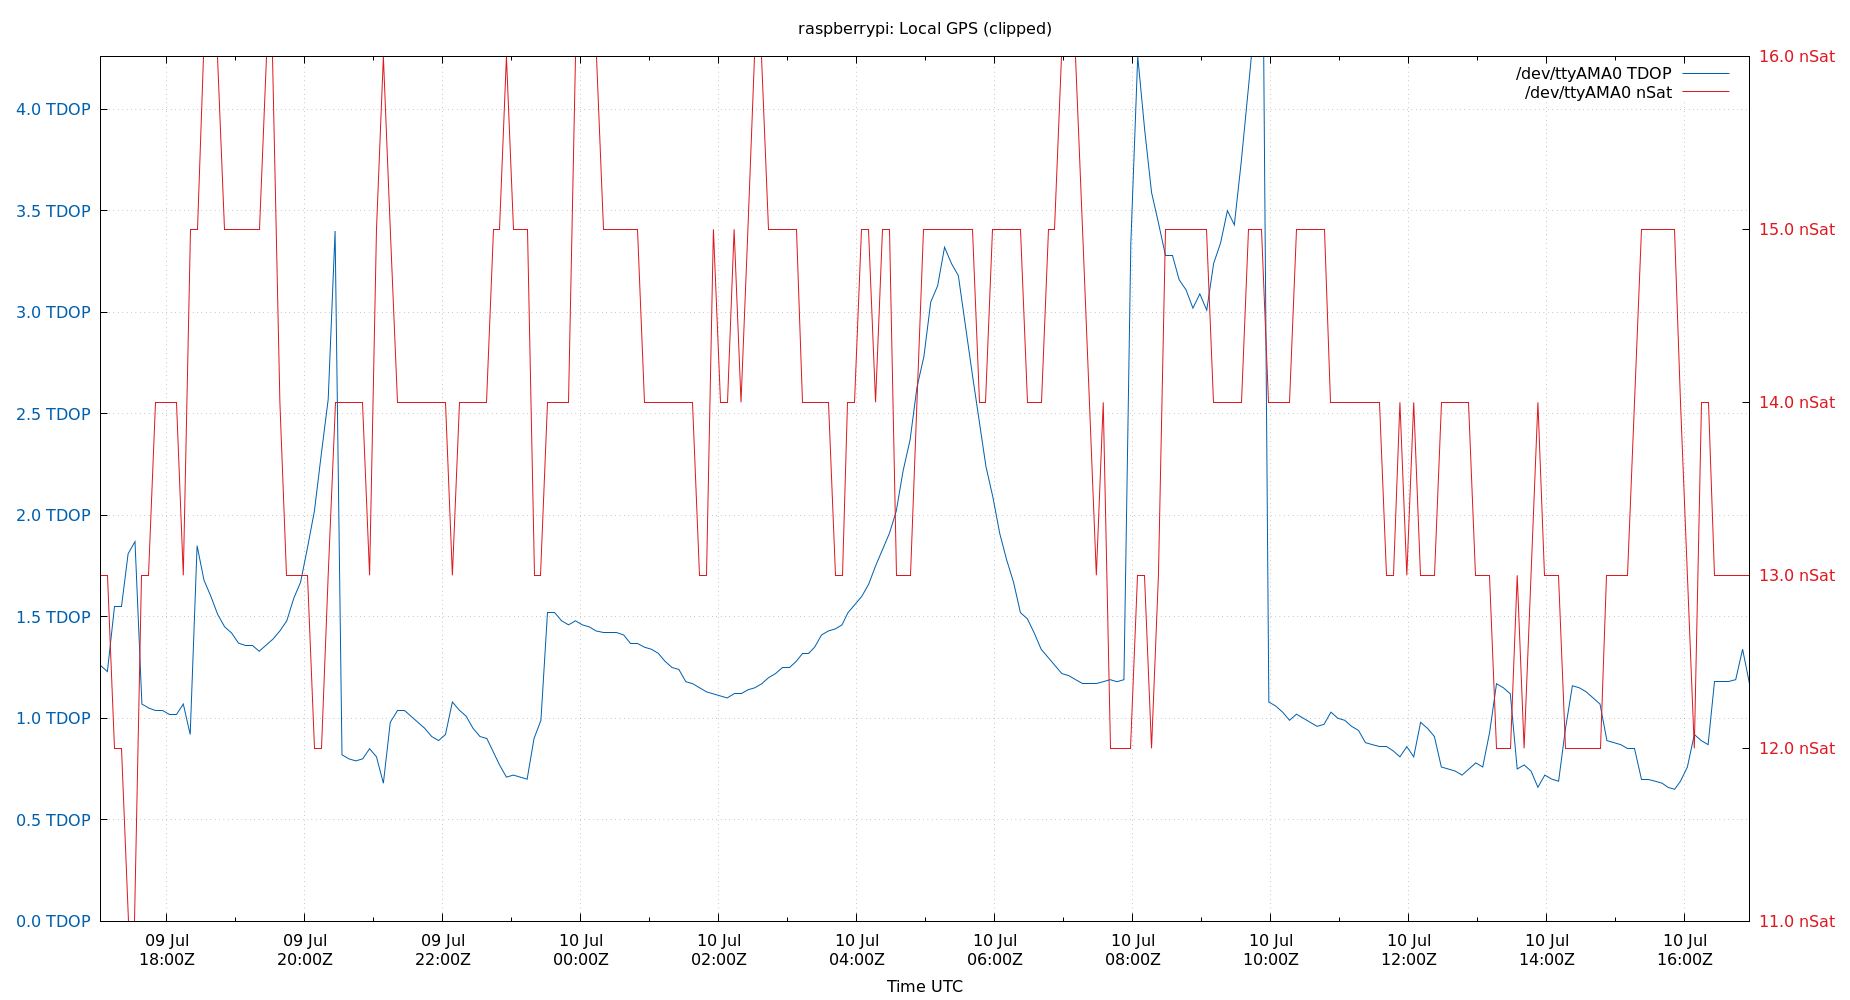 raspberrypi: Local GPS (clipped)
/dev/ttyAMA0 TDOP
/dev/ttyAMA0 nSat
4.0 TDOP
3.5 TDOP
3.0 TDOP
2.5 TDOP
2.0 TDOP
1.5 TDOP
1.0 TDOP
0.5 TDOP
0.0 TDOP
16.0 nSat
15.0 nSat
14.0 nSat
13.0 nSat
12.0 nSat
11.0 nSat
09 Jul 18:00Z
09 Jul 20:00Z
09 Jul 22:00Z
10 Jul 00:00Z
10 Jul 02:00Z
10 Jul 04:00Z
10 Jul 06:00Z
10 Jul 08:00Z
10 Jul 10:00Z
10 Jul 12:00Z
10 Jul 14:00Z
10 Jul 16:00Z
Time UTC